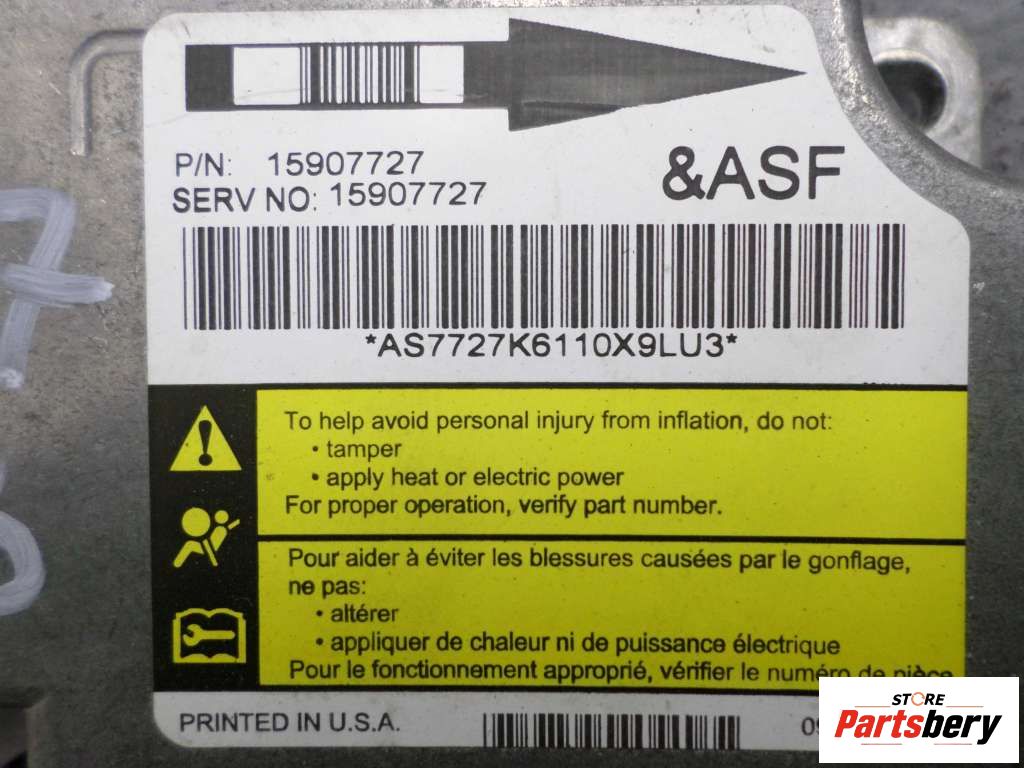 P/N: 15907727
&ASF
SERV NO: 15907727
*AS7727K6110X9LU3*
To help avoid personal injury from inflation, do not:
• tamper
• apply heat or electric power
For proper operation, verify part number.
Pour aider à éviter les blessures causées par le gonflage,
ne pas:
• altérer
• appliquer de chaleur ni de puissance électrique
Pour le fonctionnement approprié, vérifier le numéro de pièce
PRINTED IN U.S.A.
STORE
Partsbery